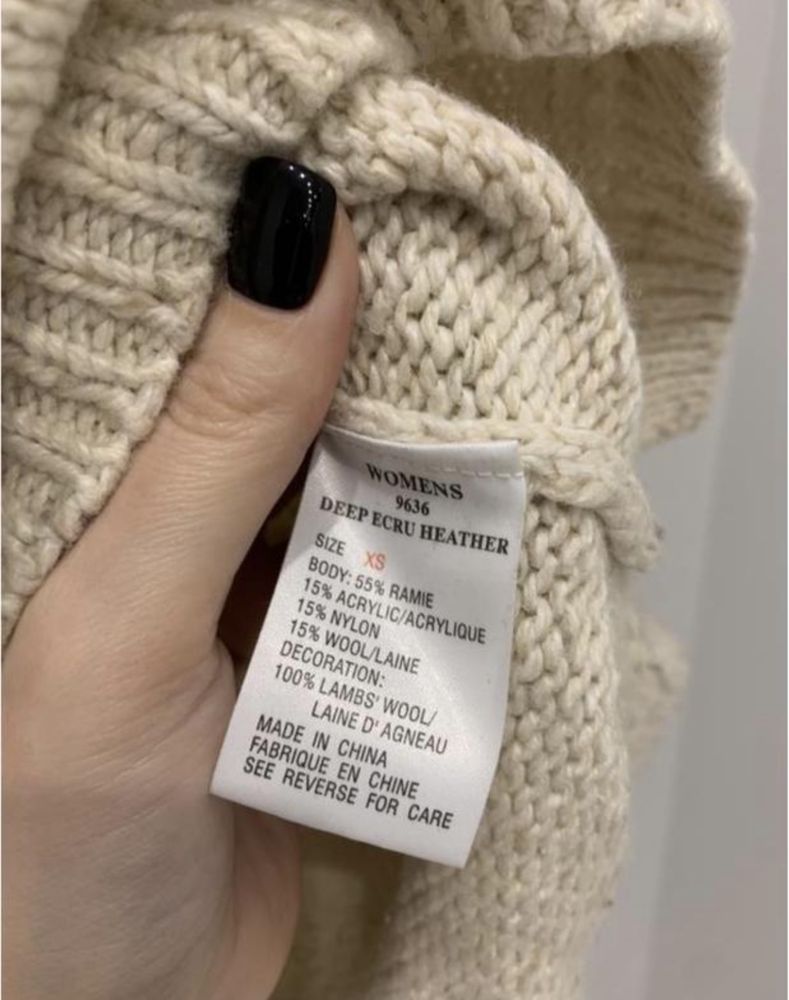 WOMENS
9636
DEEP ECRU HEATHER
SIZE XS
BODY: 55% RAMIE
15% ACRYLIC/ACRYLIQUE
15% NYLON
15% WOOL/LAINE
DECORATION:
100% LAMBS' WOOL/
LAINE D' AGNEAU
MADE IN CHINA
FABRIQUE EN CHINE
SEE REVERSE FOR CARE